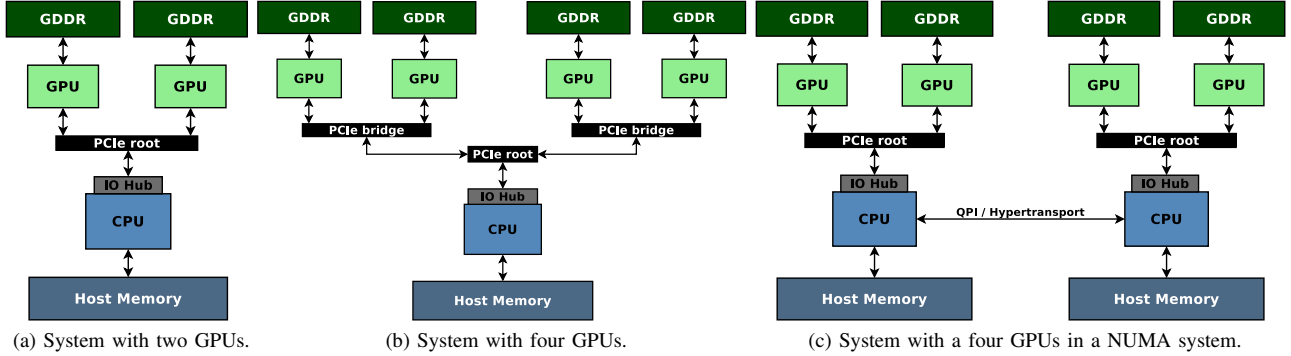 GDDR GDDR
GPU GPU
PCIe root
IO Hub
CPU
Host Memory
(a) System with two GPUs.
GDDR GDDR GDDR GDDR
GPU GPU GPU GPU
PCIe bridge PCIe bridge
PCIe root
IO Hub
CPU
Host Memory
(b) System with four GPUs.
GDDR GDDR GDDR GDDR
GPU GPU GPU GPU
PCIe root PCIe root
IO Hub IO Hub
CPU QPI / Hypertransport CPU
Host Memory Host Memory
(c) System with a four GPUs in a NUMA system.